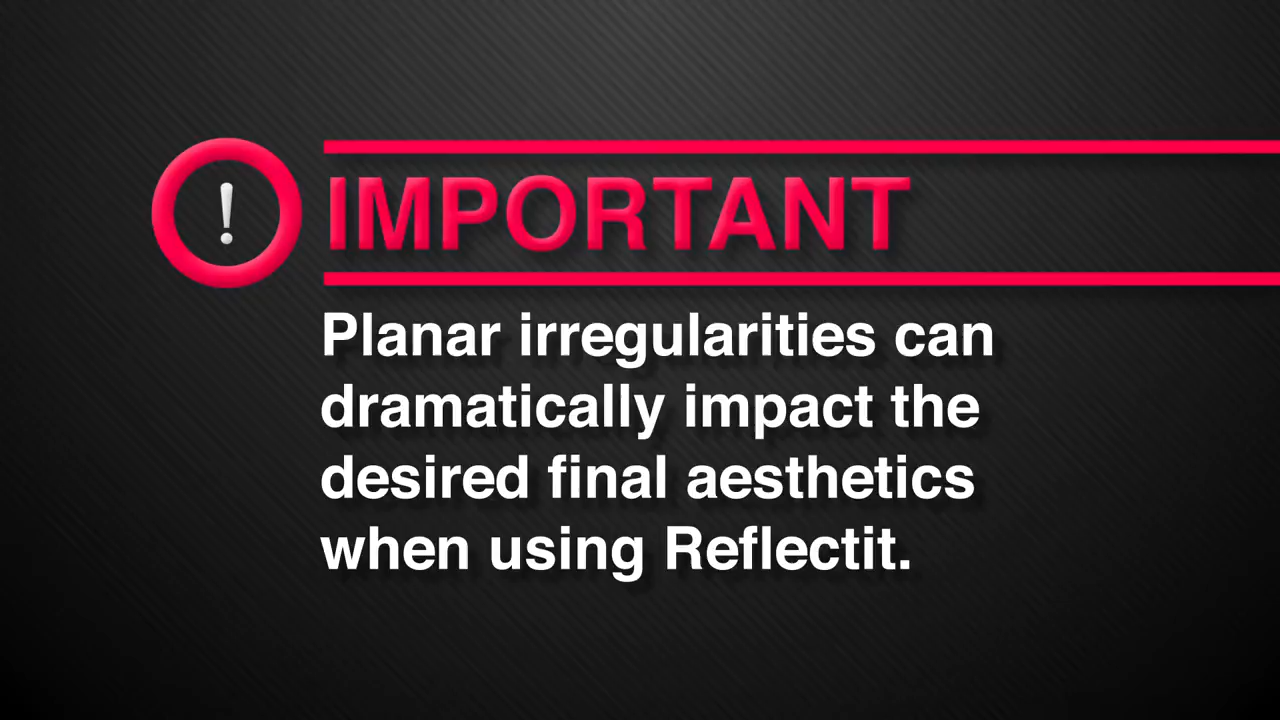 !
IMPORTANT
Planar irregularities can
dramatically impact the
desired final aesthetics
when using Reflectit.